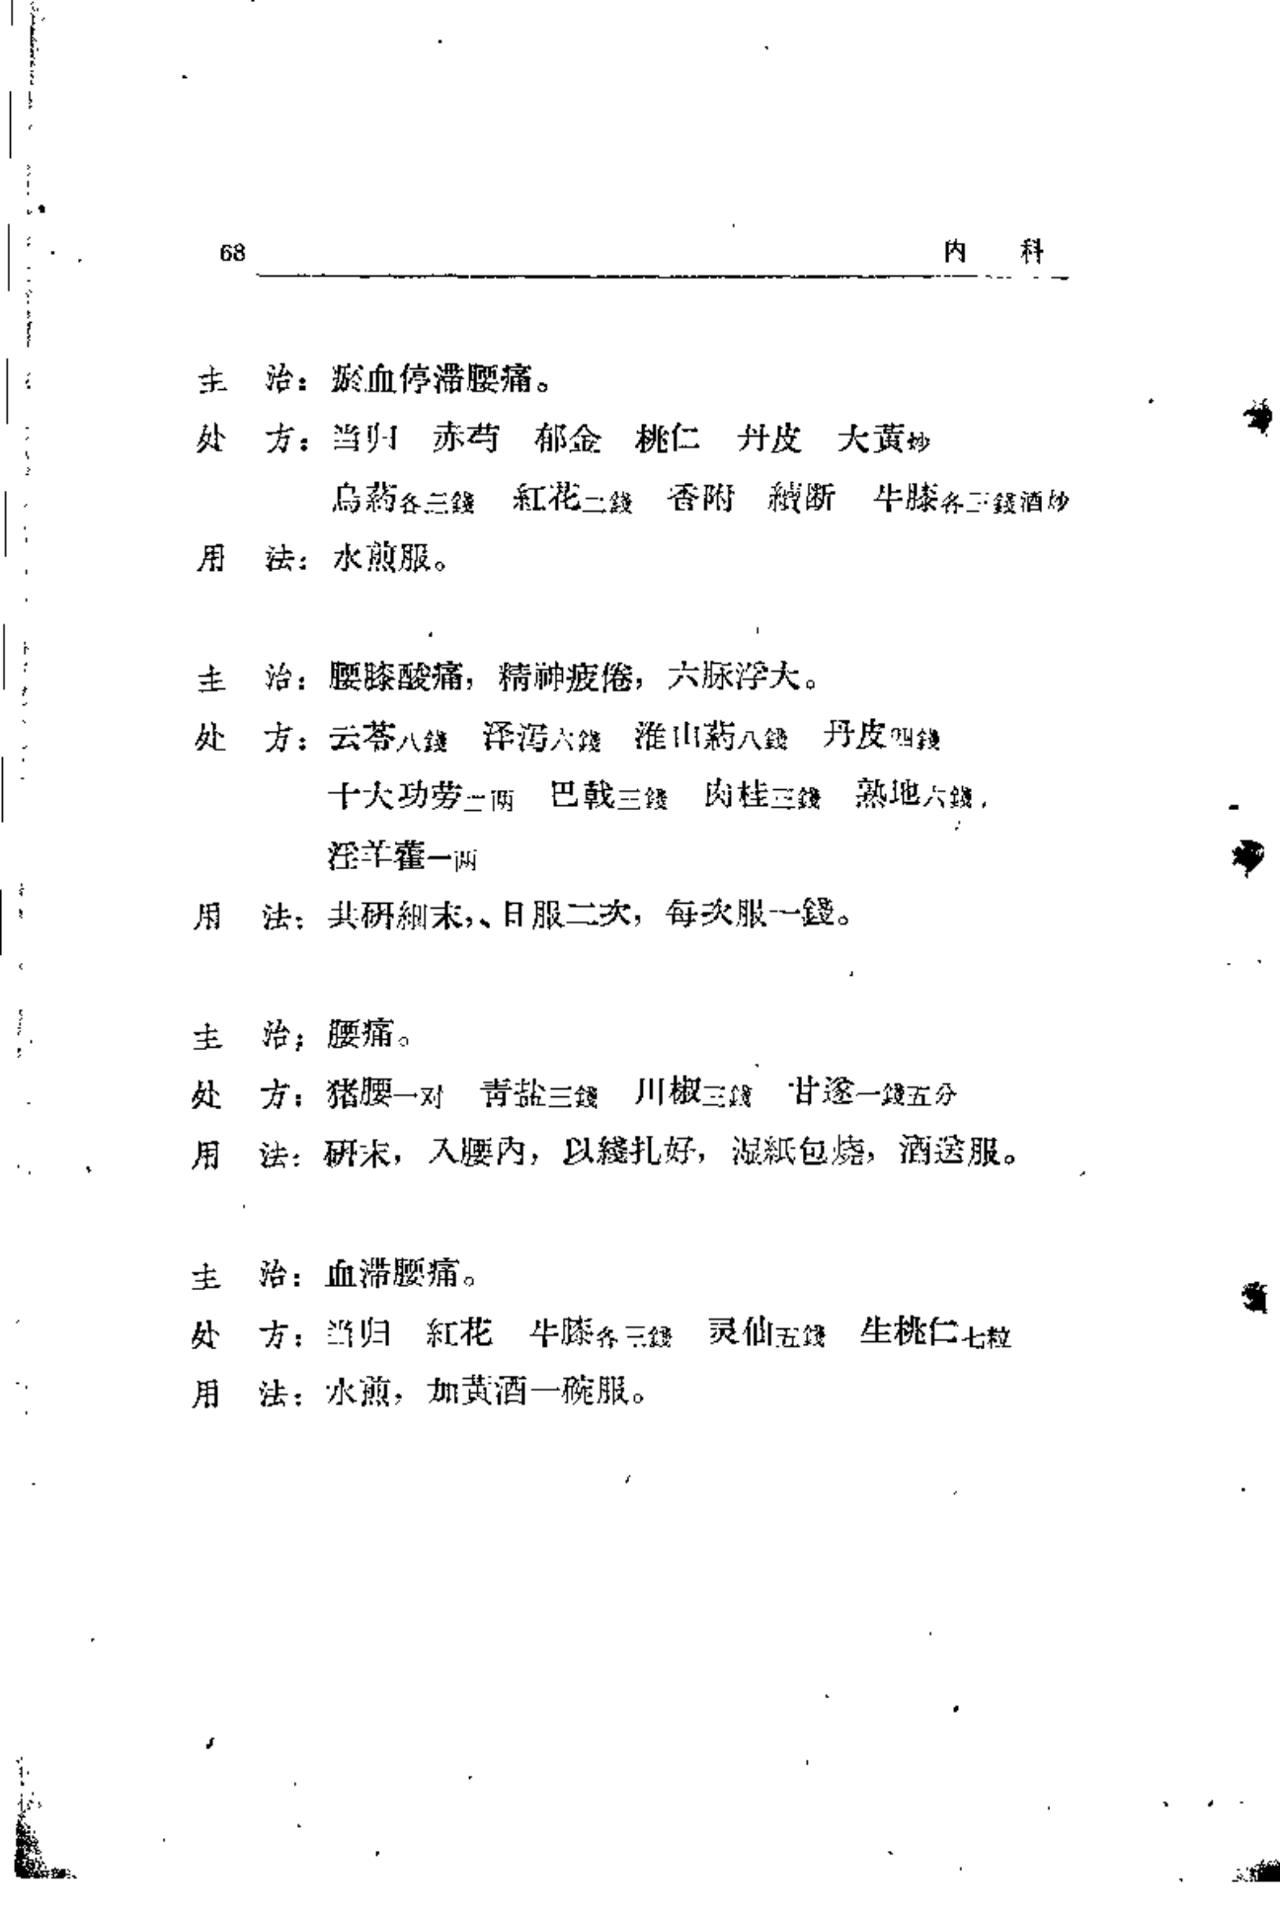 68 內 科
主 治：瘀血停滯腰痛。
处 方：当归 赤芍 郁金 桃仁 丹皮 大黃炒
烏葯各三錢 紅花二錢 香附 續断 牛膝各三錢酒炒
用 法：水煎服。
主 治：腰膝酸痛，精神疲倦，六脉浮大。
处 方：云苓八錢 泽泻六錢 淮山葯八錢 丹皮四錢
十大功劳二两 巴戟三錢 肉桂三錢 熟地六錢
淫羊藿一两
用 法：共研細末，、日服二次，每次服一錢。
主 治；腰痛。
处 方：猪腰一对 青盐三錢 川椒三錢 甘遂一錢五分
用 法：研末，入腰內，以綫扎好，湿紙包烧，酒送服。
主 治：血滞腰痛。
处 方：当归 紅花 牛膝各三錢 灵仙五錢 生桃仁七粒
用 法：水煎，加黃酒一碗服。